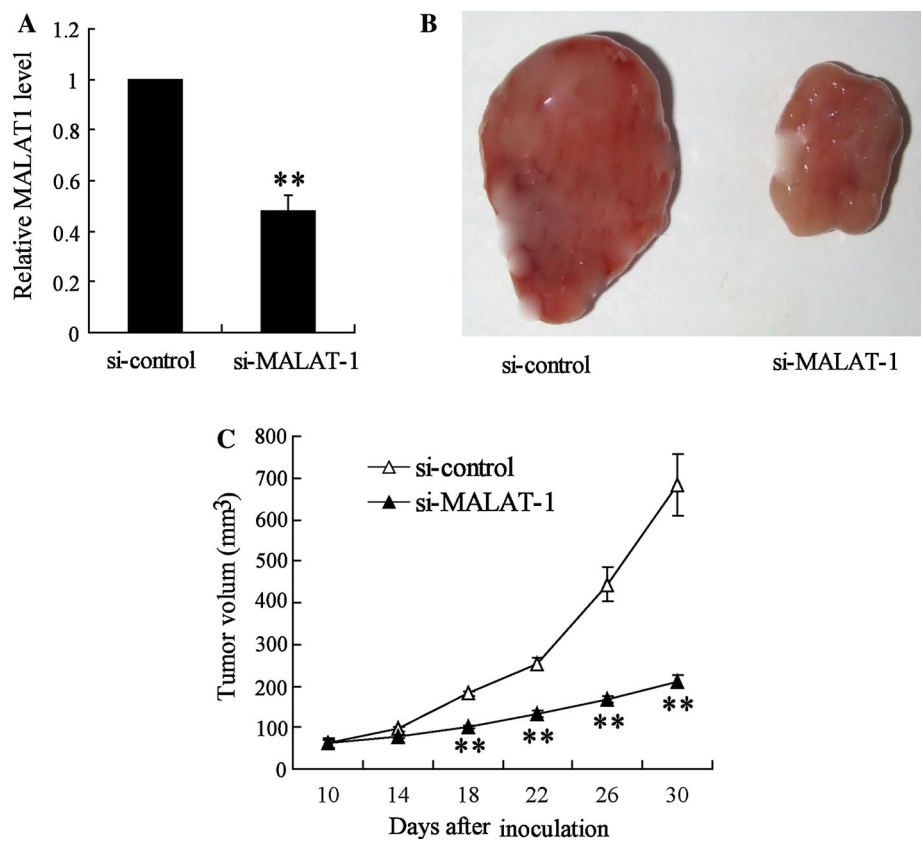 A
Relative MALAT1 level
1.2
1
0.8
0.6
0.4
0.2
0
**
si-control
si-MALAT-1
B
si-control
si-MALAT-1
C
Tumor volum (mm3)
800
700
600
500
400
300
200
100
0
si-control
si-MALAT-1
** ** ** **
10 14 18 22 26 30
Days after inoculation